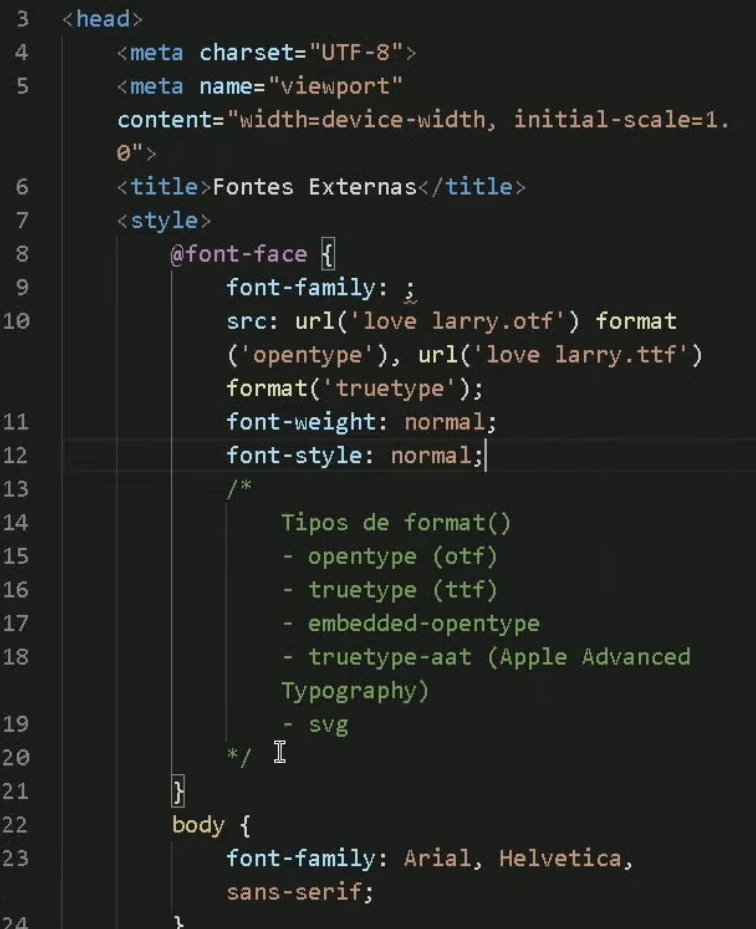 3 <head>
4 <meta charset="UTF-8">
5 <meta name="viewport"
content="width=device-width, initial-scale=1.
0">
6 <title>Fontes Externas</title>
7 <style>
8 @font-face {
9 font-family: ;
10 src: url('love larry.otf') format
('opentype'), url('love larry.ttf')
format('truetype');
11 font-weight: normal;
12 font-style: normal;
13 /*
14 Tipos de format()
15 - opentype (otf)
16 - truetype (ttf)
17 - embedded-opentype
18 - truetype-aat (Apple Advanced
Typography)
19 - svg
20 */
21 }
22 body {
23 font-family: Arial, Helvetica,
sans-serif;
24 }